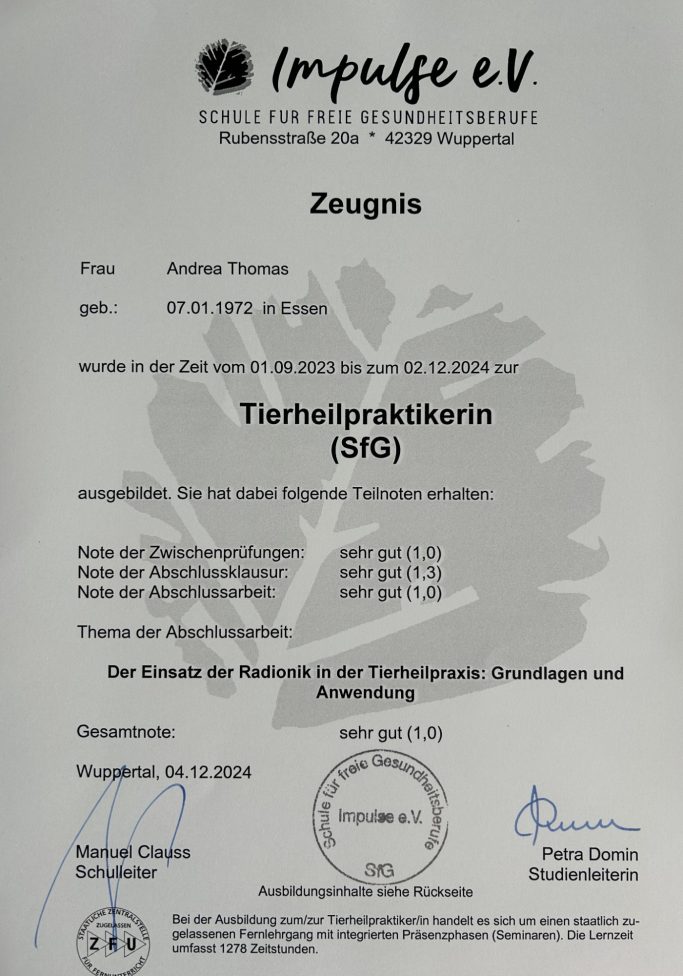 Impulse e.V.
SCHULE FÜR FREIE GESUNDHEITSBERUFE
Rubensstraße 20a * 42329 Wuppertal
Zeugnis
Frau Andrea Thomas
geb.: 07.01.1972 in Essen
wurde in der Zeit vom 01.09.2023 bis zum 02.12.2024 zur
Tierheilpraktikerin
(SfG)
ausgebildet. Sie hat dabei folgende Teilnoten erhalten:
Note der Zwischenprüfungen: sehr gut (1,0)
Note der Abschlussklausur: sehr gut (1,3)
Note der Abschlussarbeit: sehr gut (1,0)
Thema der Abschlussarbeit:
Der Einsatz der Radionik in der Tierheilpraxis: Grundlagen und
Anwendung
Gesamtnote: sehr gut (1,0)
Wuppertal, 04.12.2024
Schule für freie Gesundheitsberufe
Impulse e.V.
SfG
Manuel Clauss
Schulleiter
Petra Domin
Studienleiterin
Ausbildungsinhalte siehe Rückseite
STAATLICHE ZENTRALSTELLE
ZUGELASSEN
Z F U
FÜR FERNUNTERRICHT
Bei der Ausbildung zum/zur Tierheilpraktiker/in handelt es sich um einen staatlich zu-
gelassenen Fernlehrgang mit integrierten Präsenzphasen (Seminaren). Die Lernzeit
umfasst 1278 Zeitstunden.